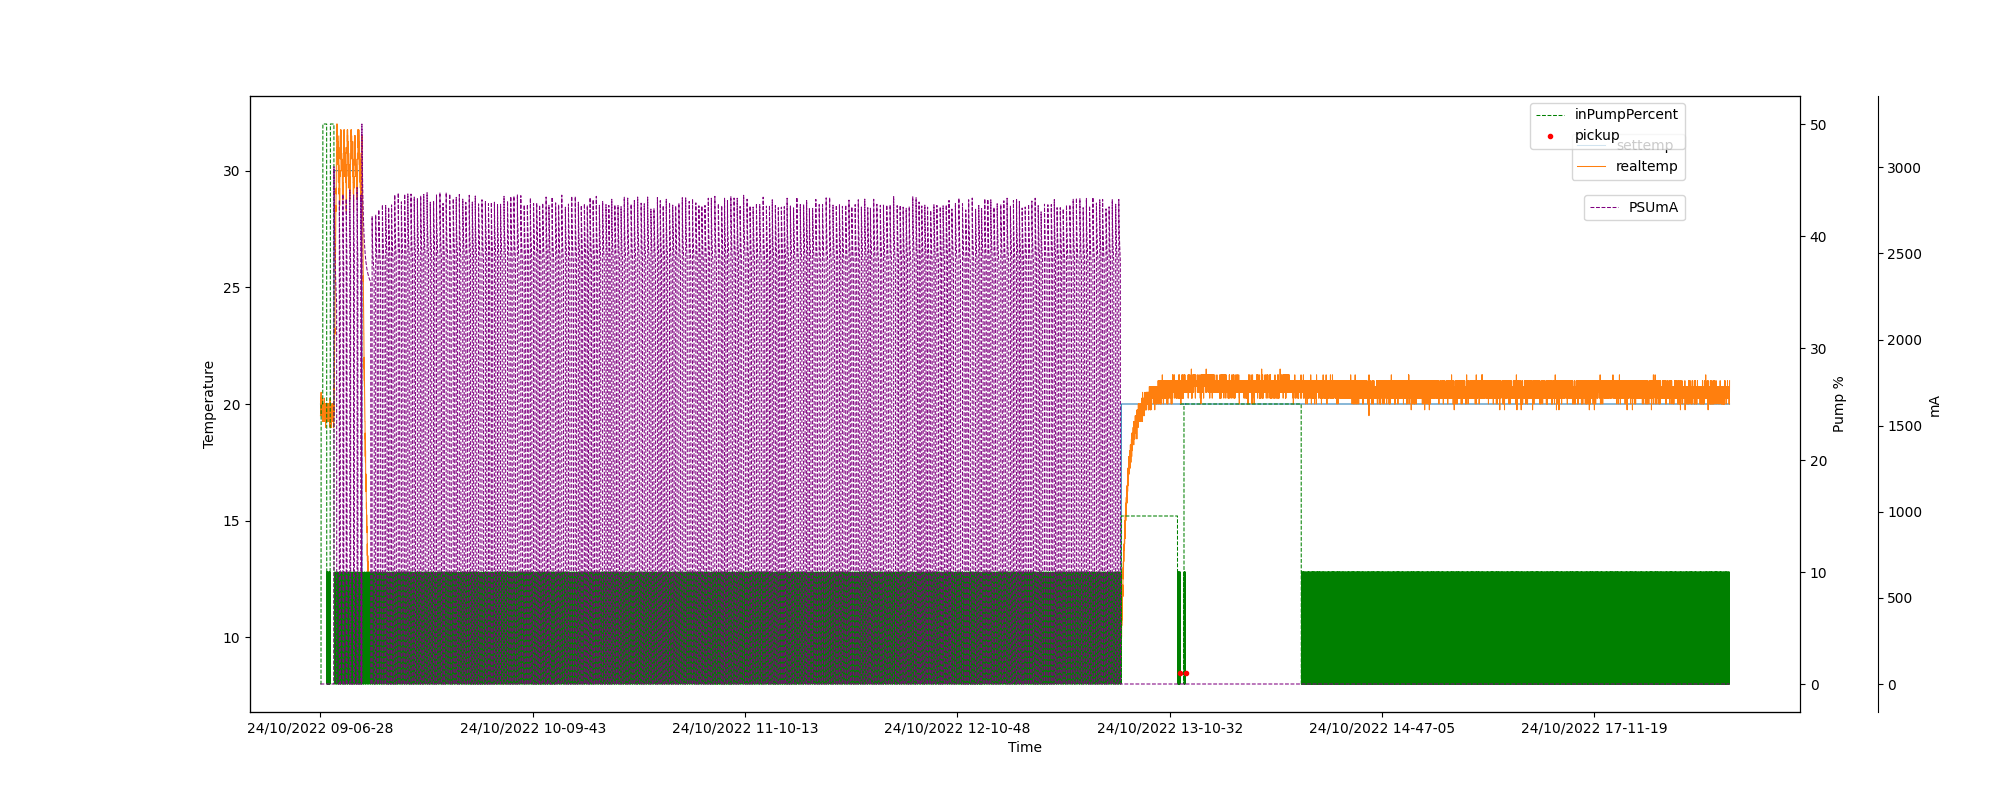 inPumpPercent
pickup
settemp
realtemp
PSUmA
30
25
20
15
10
Temperature
50
40
30
20
10
0
Pump %
3000
2500
2000
1500
1000
500
0
mA
24/10/2022 09-06-28
24/10/2022 10-09-43
24/10/2022 11-10-13
24/10/2022 12-10-48
24/10/2022 13-10-32
24/10/2022 14-47-05
24/10/2022 17-11-19
Time